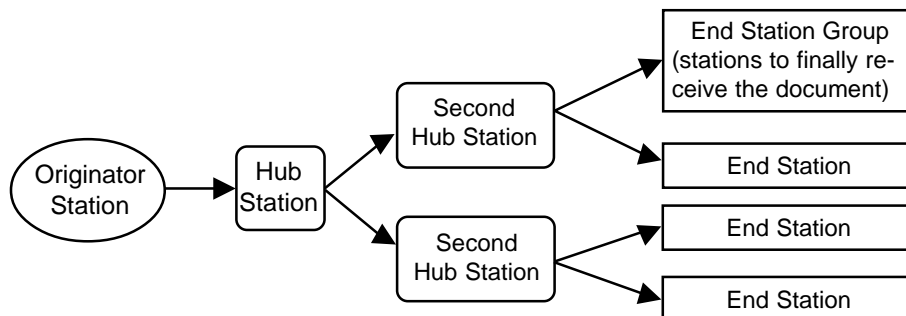 Originator
Station
Hub
Station
Second
Hub Station
Second
Hub Station
End Station Group
(stations to finally re-
ceive the document)
End Station
End Station
End Station